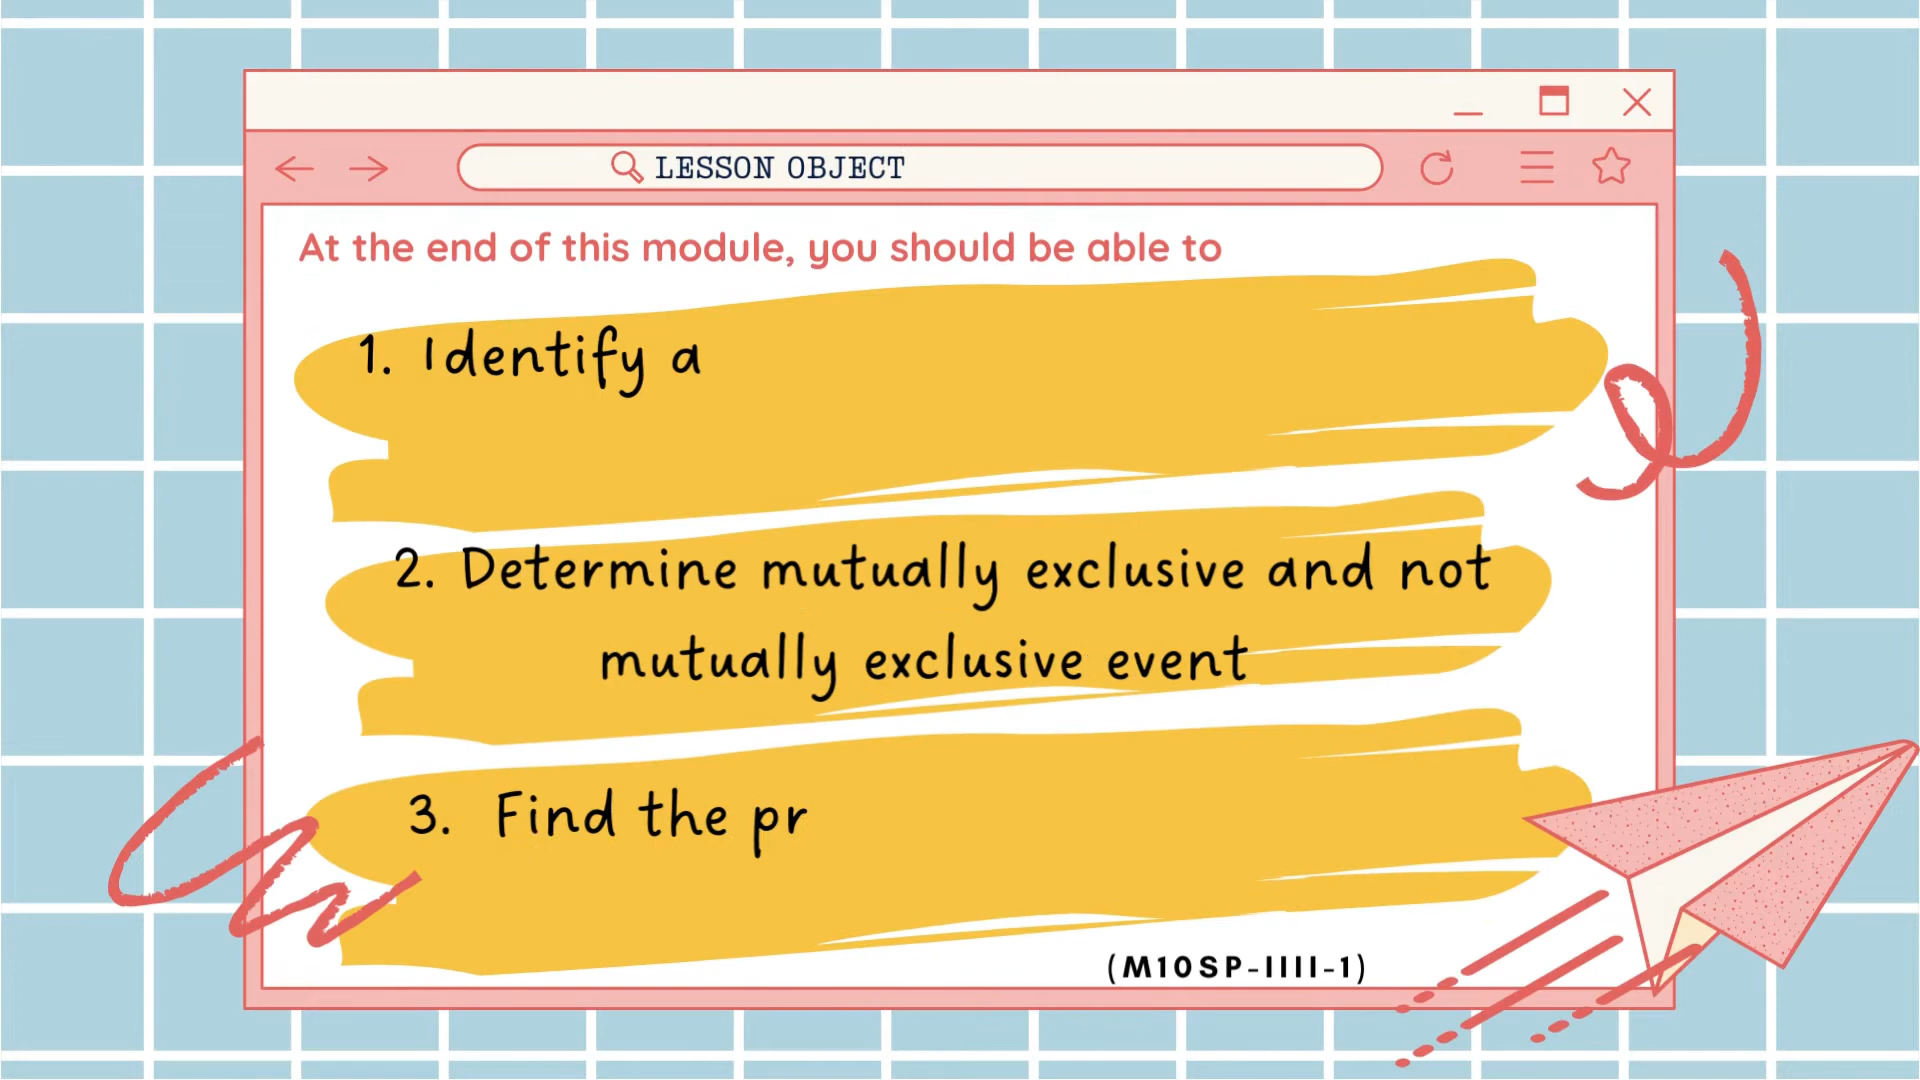 LESSON OBJECT
At the end of this module, you should be able to
1. Identify a
2. Determine mutually exclusive and not
mutually exclusive event
3. Find the pr
(M10SP-IIII-1)